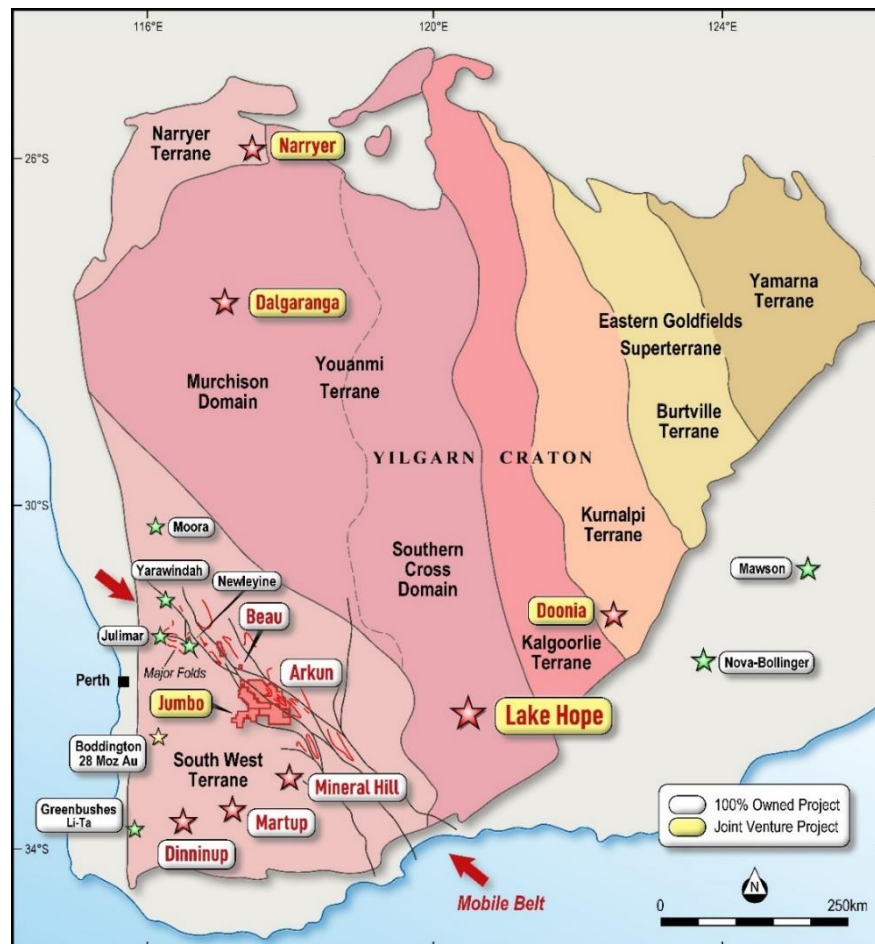 116°E
120°E
124°E
26°S
30°S
34°S
Narryer
Terrane
Narryer
Dalgaranga
Murchison
Domain
Youanmi
Terrane
Yamarna
Terrane
Eastern Goldfields
Superterrane
Burtville
Terrane
YILGARN CRATON
Kurnalpi
Terrane
Southern
Cross
Domain
Moora
Yarawindah
Newleyine
Beau
Julimar
Major Folds
Arkun
Perth
Jumbo
Boddington
28 Moz Au
South West
Terrane
Mineral Hill
Greenbushes
Li-Ta
Martup
Dinninup
Doonia
Kalgoorlie
Terrane
Lake Hope
Mawson
Nova-Bollinger
100% Owned Project
Joint Venture Project
Mobile Belt
N
0
250km